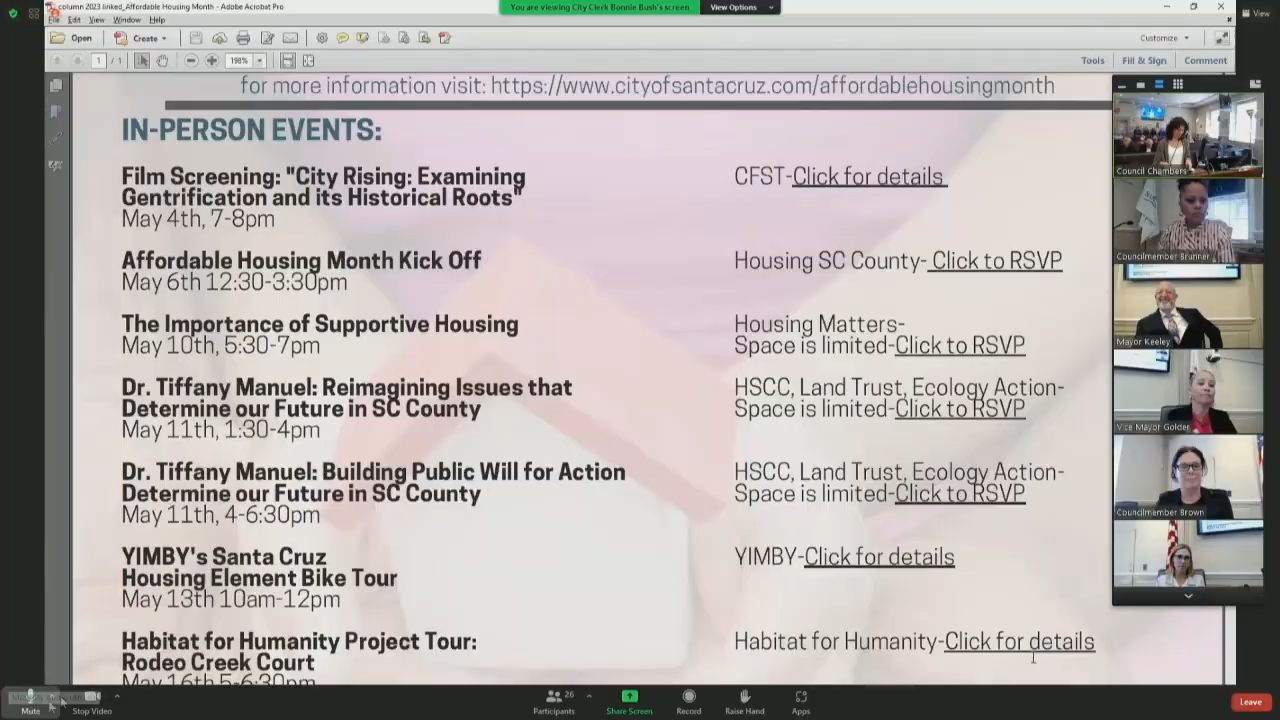 column 2023 linked_Affordable Housing Month - Adobe Acrobat Pro
You are viewing City Clerk Bonnie Bush's screen
View Options
View
File Edit View Window Help
Open
Create
Customize
1 / 1
198%
Tools
Fill & Sign
Comment
for more information visit: https://www.cityofsantacruz.com/affordablehousingmonth
IN-PERSON EVENTS:
Film Screening: "City Rising: Examining
Gentrification and its Historical Roots"
May 4th, 7-8pm
CFST-Click for details
Affordable Housing Month Kick Off
May 6th 12:30-3:30pm
Housing SC County- Click to RSVP
The Importance of Supportive Housing
May 10th, 5:30-7pm
Housing Matters-
Space is limited-Click to RSVP
Dr. Tiffany Manuel: Reimagining Issues that
Determine our Future in SC County
May 11th, 1:30-4pm
HSCC, Land Trust, Ecology Action-
Space is limited-Click to RSVP
Dr. Tiffany Manuel: Building Public Will for Action
Determine our Future in SC County
May 11th, 4-6:30pm
HSCC, Land Trust, Ecology Action-
Space is limited-Click to RSVP
YIMBY's Santa Cruz
Housing Element Bike Tour
May 13th 10am-12pm
YIMBY-Click for details
Habitat for Humanity Project Tour:
Rodeo Creek Court
May 16th 5-6:30pm
Habitat for Humanity-Click for details
Council Chambers
Councilmember Brunner
Mayor Keeley
Vice Mayor Golder
Councilmember Brown
Mute
Stop Video
Participants
26
Share Screen
Record
Raise Hand
Apps
Leave